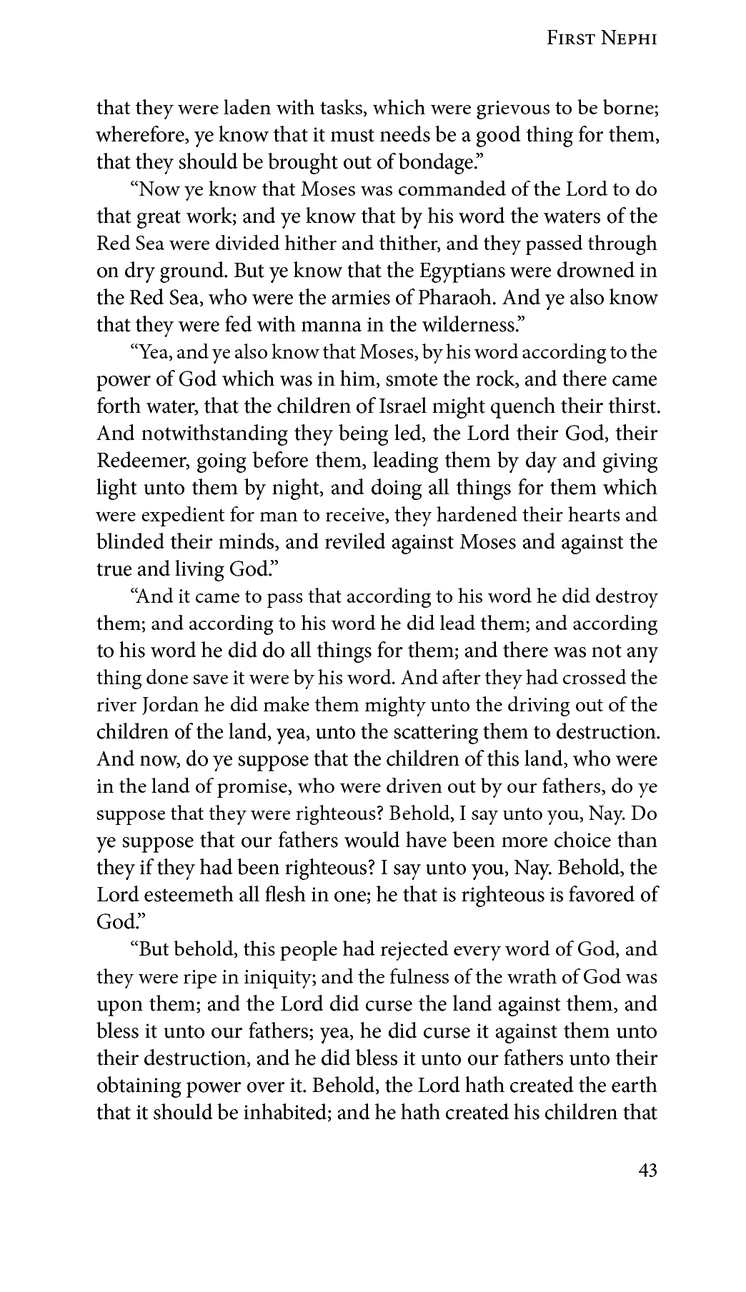 First Nephi
that they were laden with tasks, which were grievous to be borne;
wherefore, ye know that it must needs be a good thing for them,
that they should be brought out of bondage.”
“Now ye know that Moses was commanded of the Lord to do
that great work; and ye know that by his word the waters of the
Red Sea were divided hither and thither, and they passed through
on dry ground. But ye know that the Egyptians were drowned in
the Red Sea, who were the armies of Pharaoh. And ye also know
that they were fed with manna in the wilderness.”
“Yea, and ye also know that Moses, by his word according to the
power of God which was in him, smote the rock, and there came
forth water, that the children of Israel might quench their thirst.
And notwithstanding they being led, the Lord their God, their
Redeemer, going before them, leading them by day and giving
light unto them by night, and doing all things for them which
were expedient for man to receive, they hardened their hearts and
blinded their minds, and reviled against Moses and against the
true and living God.”
“And it came to pass that according to his word he did destroy
them; and according to his word he did lead them; and according
to his word he did do all things for them; and there was not any
thing done save it were by his word. And after they had crossed the
river Jordan he did make them mighty unto the driving out of the
children of the land, yea, unto the scattering them to destruction.
And now, do ye suppose that the children of this land, who were
in the land of promise, who were driven out by our fathers, do ye
suppose that they were righteous? Behold, I say unto you, Nay. Do
ye suppose that our fathers would have been more choice than
they if they had been righteous? I say unto you, Nay. Behold, the
Lord esteemeth all flesh in one; he that is righteous is favored of
God.”
“But behold, this people had rejected every word of God, and
they were ripe in iniquity; and the fulness of the wrath of God was
upon them; and the Lord did curse the land against them, and
bless it unto our fathers; yea, he did curse it against them unto
their destruction, and he did bless it unto our fathers unto their
obtaining power over it. Behold, the Lord hath created the earth
that it should be inhabited; and he hath created his children that
43